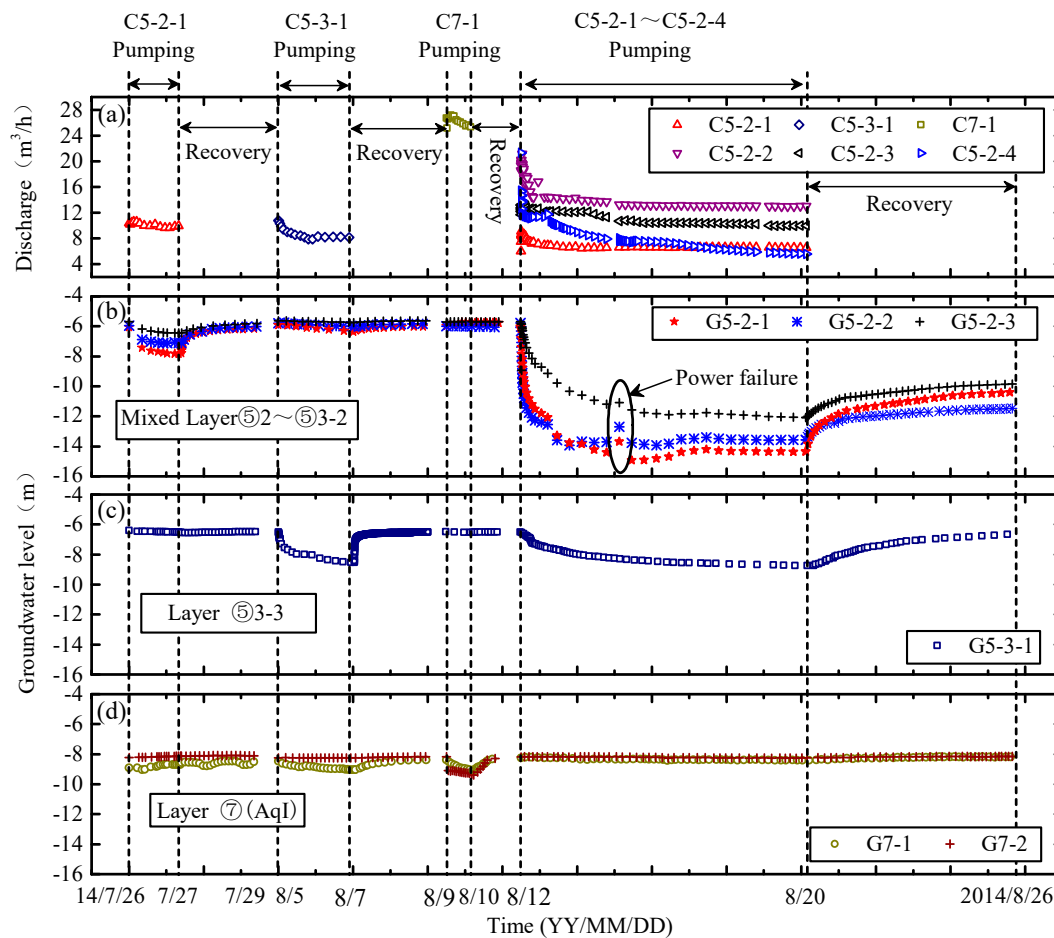 C5-2-1 C5-3-1 C7-1 C5-2-1～C5-2-4
Pumping Pumping Pumping Pumping
(a)
28
24
20
16
12
8
4
Discharge（m³/h）
Recovery
Recovery
Recovery
Recovery
C5-2-1 C5-3-1 C7-1
C5-2-2 C5-2-3 C5-2-4
(b)
-4
-6
-8
-10
-12
-14
-16
G5-2-1 G5-2-2 G5-2-3
Power failure
Mixed Layer⑤2～⑤3-2
Groundwater level（m）
(c)
-4
-6
-8
-10
-12
-14
-16
Layer ⑤3-3
G5-3-1
(d)
-4
-6
-8
-10
-12
-14
-16
Layer ⑦(AqI)
G7-1 G7-2
14/7/26 7/27 7/29 8/5 8/7 8/9 8/10 8/12 8/20 2014/8/26
Time (YY/MM/DD)